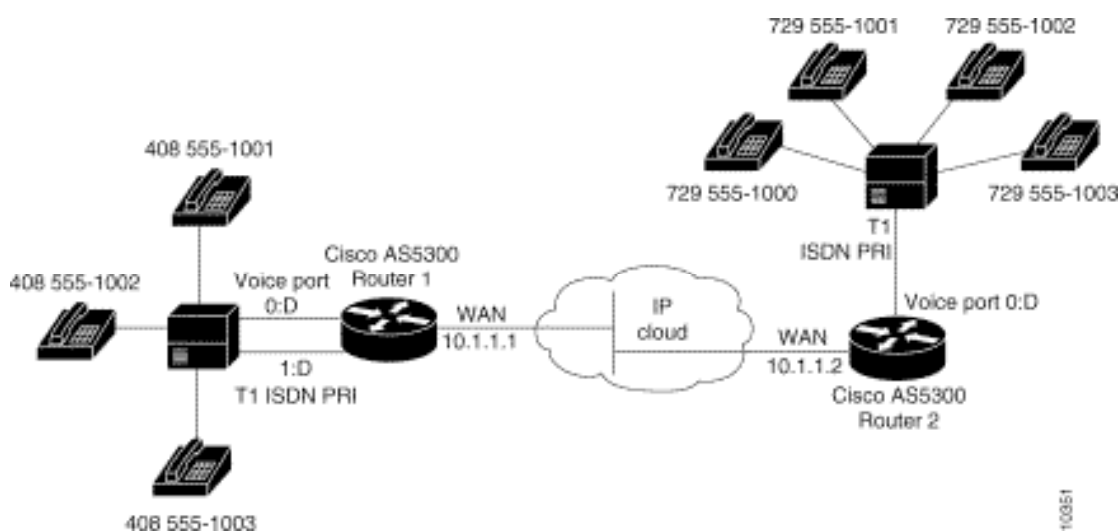 729 555-1001
729 555-1002
408 555-1001
729 555-1000
729 555-1003
T1
ISDN PRI
Cisco AS5300
Router 1
408 555-1002
Voice port
0:D
WAN
10.1.1.1
IP
cloud
Voice port 0:D
WAN
10.1.1.2
1:D
T1 ISDN PRI
Cisco AS5300
Router 2
408 555-1003
10351